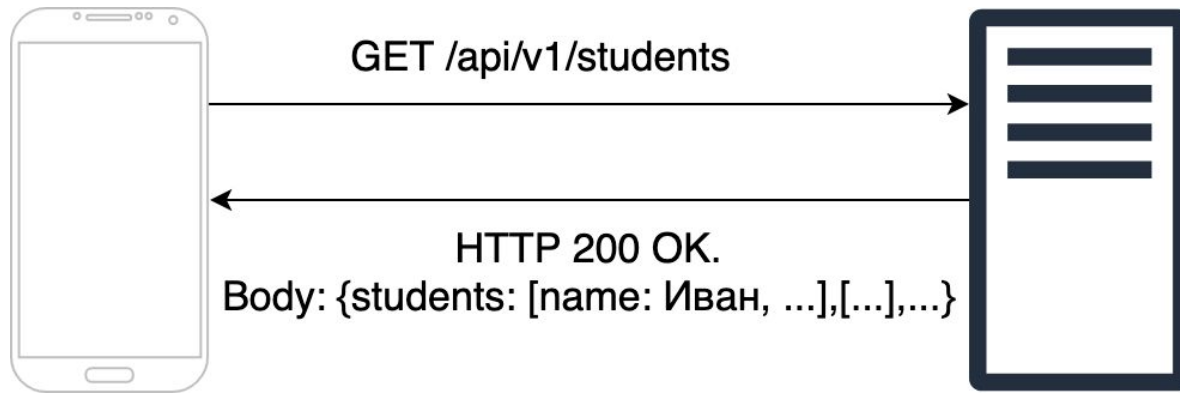 GET /api/v1/students
HTTP 200 OK.
Body: {students: [name: Иван, ...],[...],...}